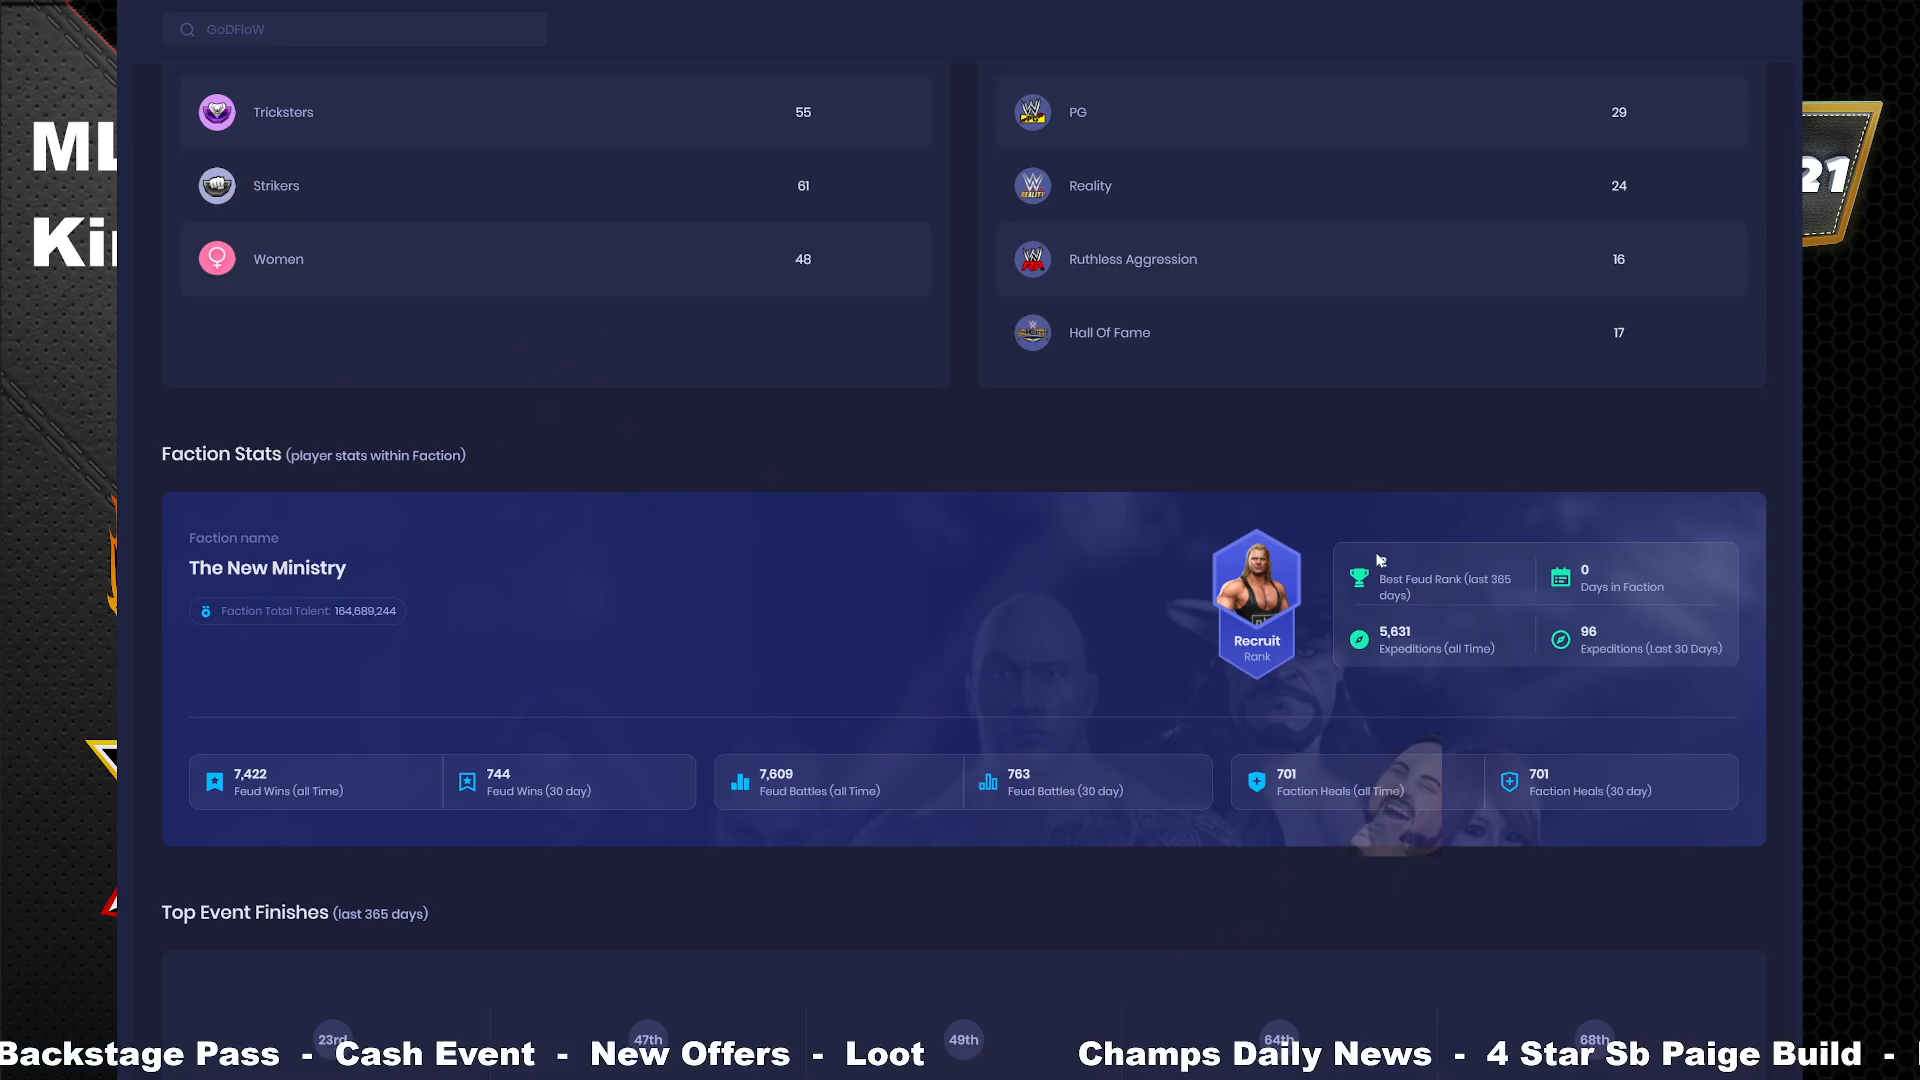 GoDFloW
ML
Kin
21
Tricksters 55
Strikers 61
Women 48
PG 29
Reality 24
Ruthless Aggression 16
Hall Of Fame 17
Faction Stats (player stats within Faction)
Faction name
The New Ministry
Faction Total Talent: 164,689,244
Recruit
Rank
Best Feud Rank (last 365
days)
0
Days in Faction
5,631
Expeditions (all Time)
96
Expeditions (Last 30 Days)
7,422
Feud Wins (all Time)
744
Feud Wins (30 day)
7,609
Feud Battles (all Time)
763
Feud Battles (30 day)
701
Faction Heals (all Time)
701
Faction Heals (30 day)
Top Event Finishes (last 365 days)
23rd 47th 49th 64th 68th
Backstage Pass - Cash Event - New Offers - Loot Champs Daily News - 4 Star Sb Paige Build -